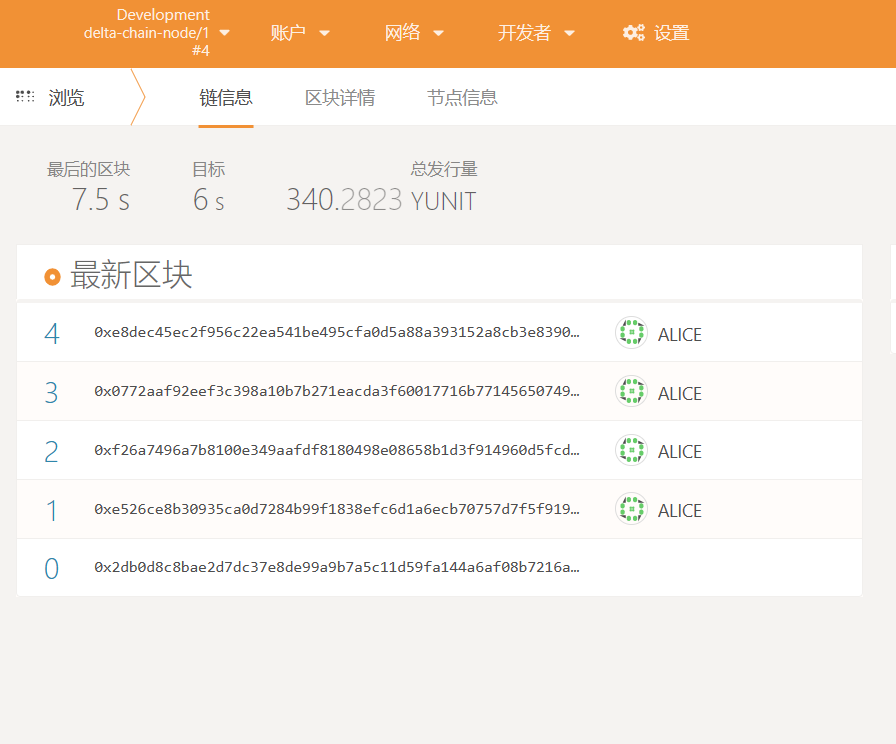 Development
delta-chain-node/1
#4
账户
网络
开发者
设置
浏览
链信息
区块详情
节点信息
最后的区块
目标
总发行量
7.5 s
6 s
340.2823 YUNIT
最新区块
4 0xe8dec45ec2f956c22ea541be495cfa0d5a88a393152a8cb3e8390… ALICE
3 0x0772aaf92eef3c398a10b7b271eacda3f60017716b77145650749… ALICE
2 0xf26a7496a7b8100e349aafdf8180498e08658b1d3f914960d5fcd… ALICE
1 0xe526ce8b30935ca0d7284b99f1838efc6d1a6ecb70757d7f5f919… ALICE
0 0x2db0d8c8bae2d7dc37e8de99a9b7a5c11d59fa144a6af08b7216a…